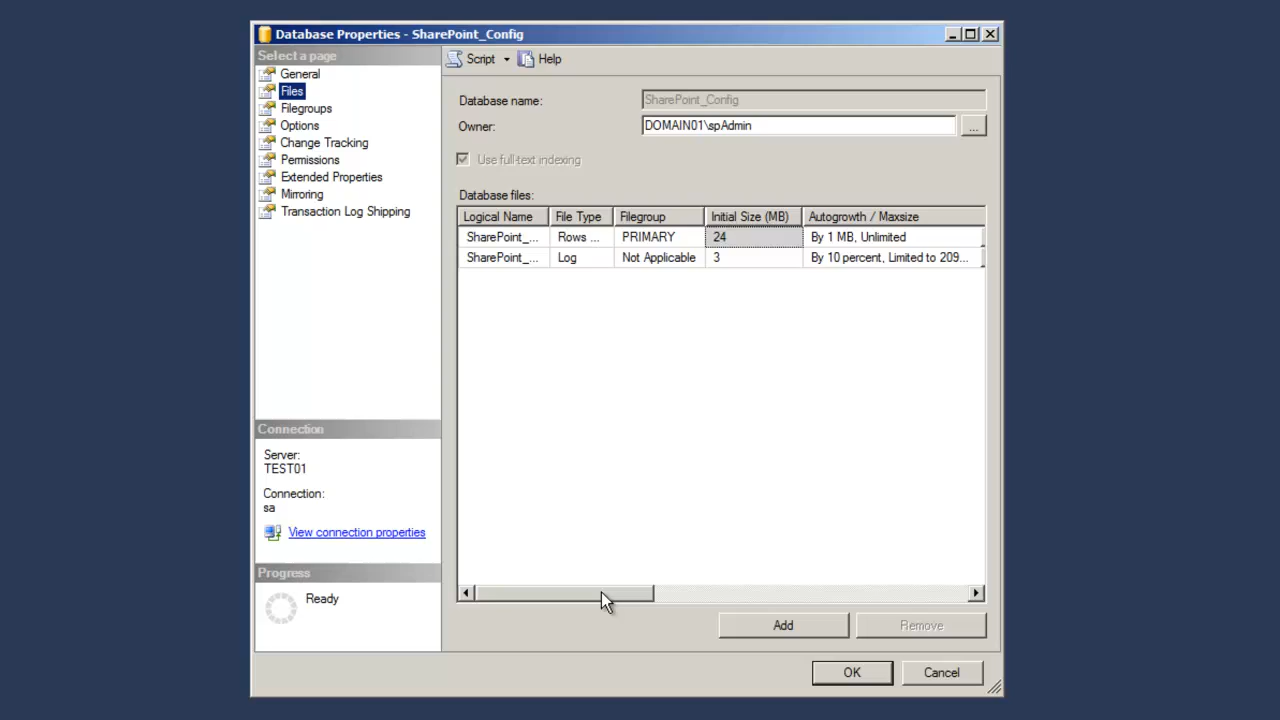 Database Properties - SharePoint_Config
Select a page
General
Files
Filegroups
Options
Change Tracking
Permissions
Extended Properties
Mirroring
Transaction Log Shipping
Connection
Server:
TEST01
Connection:
sa
View connection properties
Progress
Ready
Script Help
Database name: SharePoint_Config
Owner: DOMAIN01\spAdmin ...
Use full-text indexing
Database files:
Logical Name File Type Filegroup Initial Size (MB) Autogrowth / Maxsize
SharePoint_... Rows ... PRIMARY 24 By 1 MB, Unlimited
SharePoint_... Log Not Applicable 3 By 10 percent, Limited to 209...
Add Remove
OK Cancel